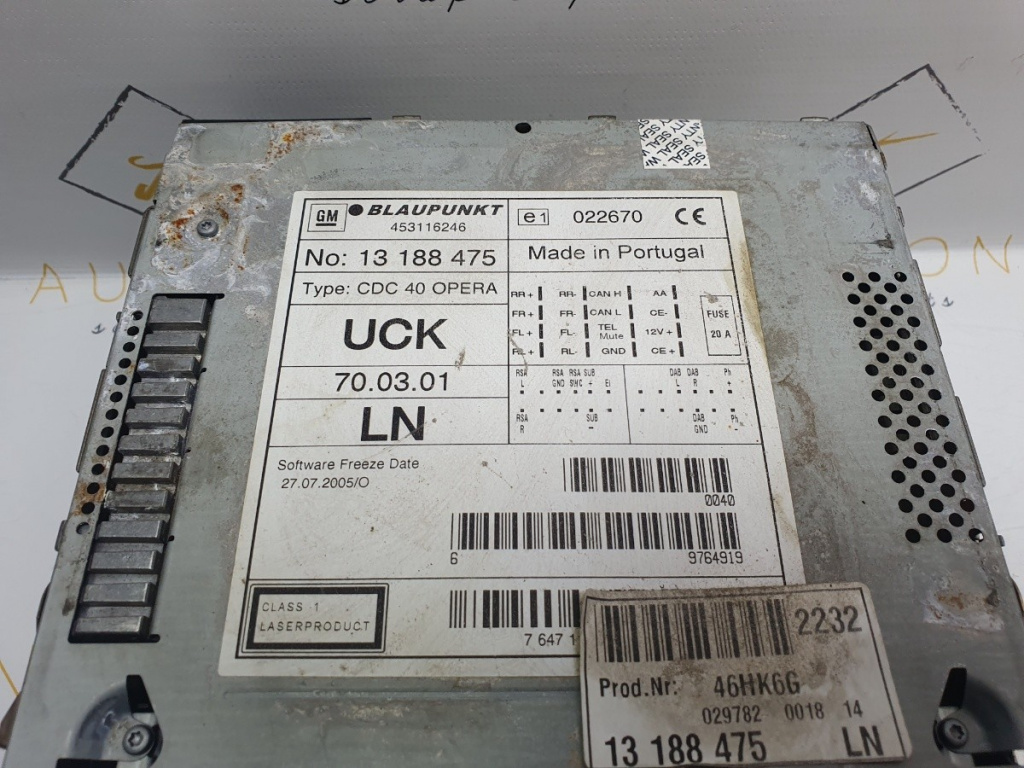 GM BLAUPUNKT
453116246
e1 022670 CE
No: 13 188 475
Made in Portugal
Type: CDC 40 OPERA
UCK
70.03.01
LN
RR+ RR- CAN H AA
FR+ FR- CAN L CE-
FL+ FL- TEL Mute 12V+
RL+ RL- GND CE+
FUSE
20 A
RSA L RSA GND RSA SWC SUB + Ei DAB L DAB R Ph +
RSA R SUB - DAB GND Ph -
Software Freeze Date
27.07.2005/O
0040
6 9764919
CLASS 1
LASERPRODUCT
7 647 1
2232
Prod.Nr: 46HK6G
029782 0018 14
13 188 475 LN